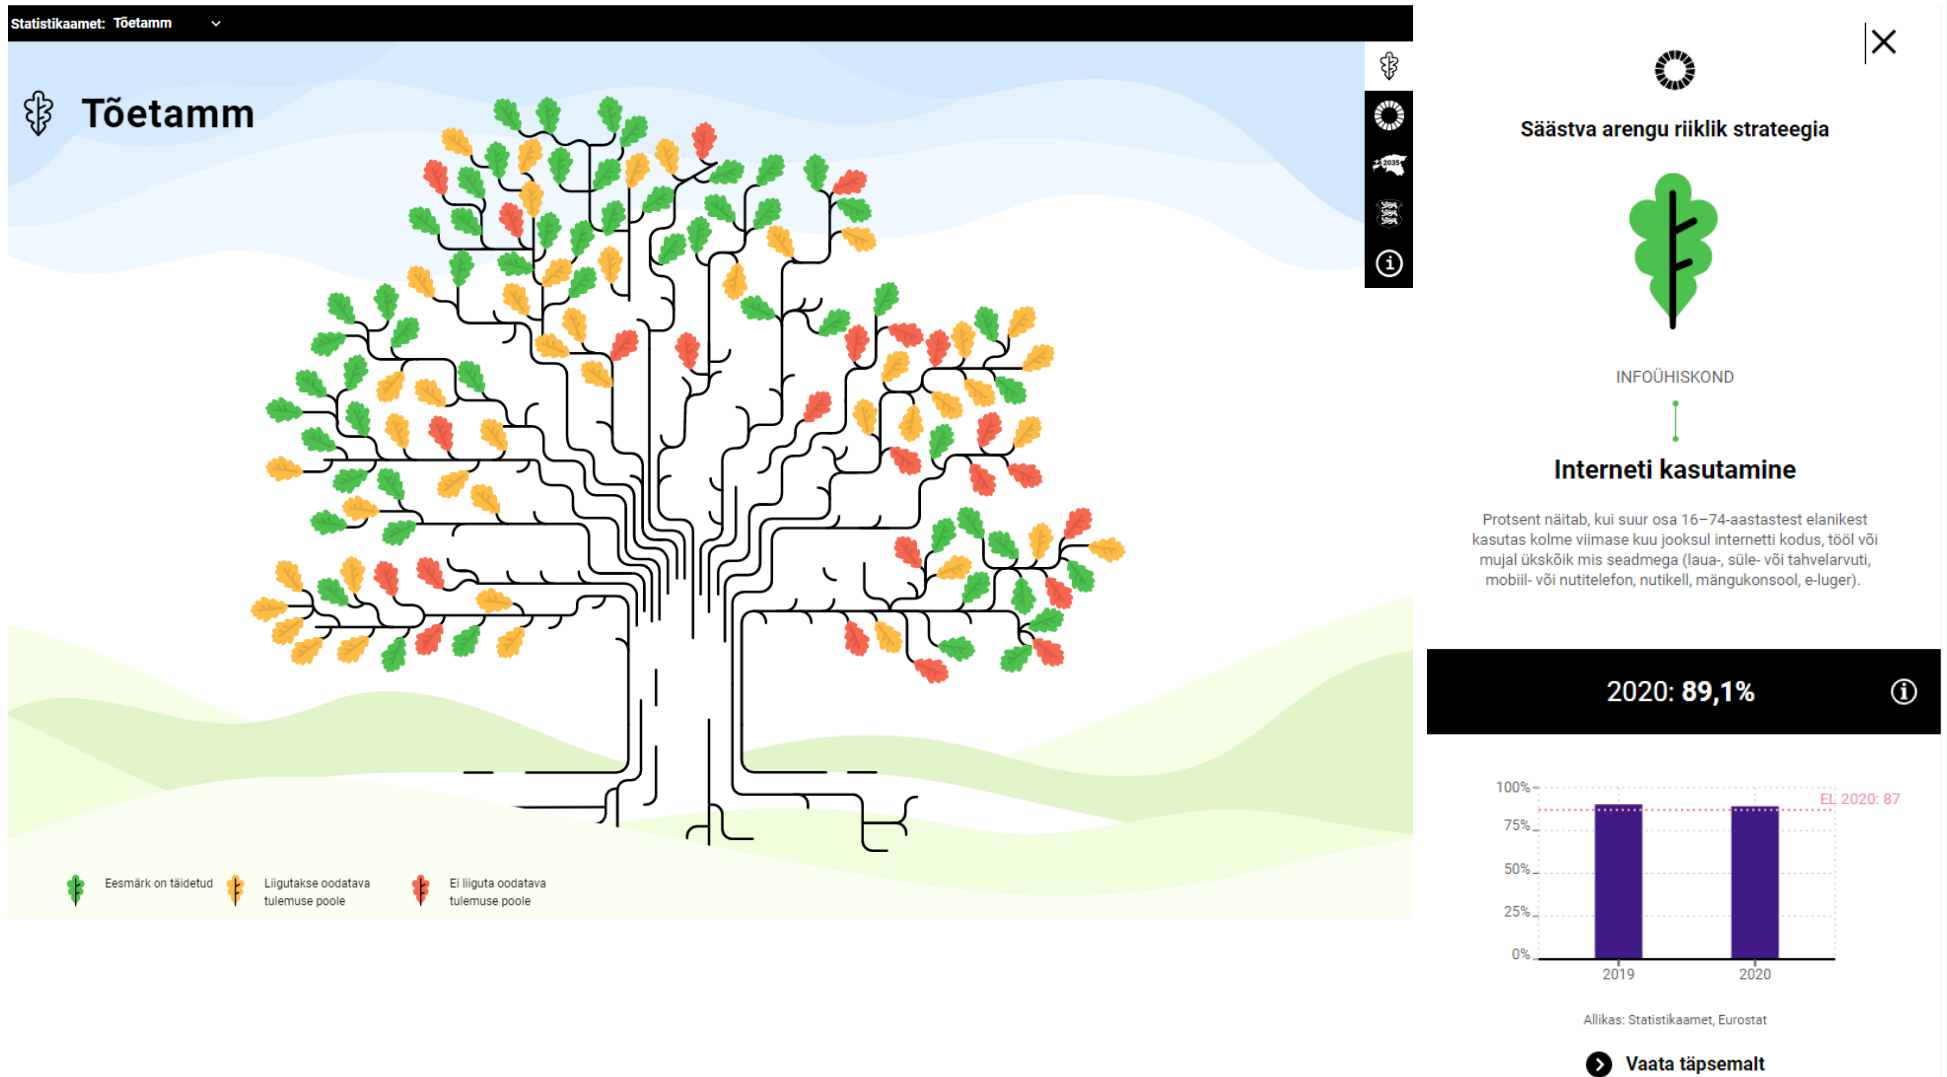 Statistikaamet: Tõetamm
Tõetamm
2035
Eesmärk on täidetud
Liigutakse oodatava
tulemuse poole
Ei liiguta oodatava
tulemuse poole
Säästva arengu riiklik strateegia
INFOÜHISKOND
Interneti kasutamine
Protsent näitab, kui suur osa 16–74-aastastest elanikest
kasutas kolme viimase kuu jooksul internetti kodus, tööl või
mujal ükskõik mis seadmega (laua-, süle- või tahvelarvuti,
mobiil- või nutitelefon, nutikell, mängukonsool, e-luger).
2020: 89,1%
100%
EL 2020: 87
75%
50%
25%
0%
2019 2020
Allikas: Statistikaamet, Eurostat
Vaata täpsemalt